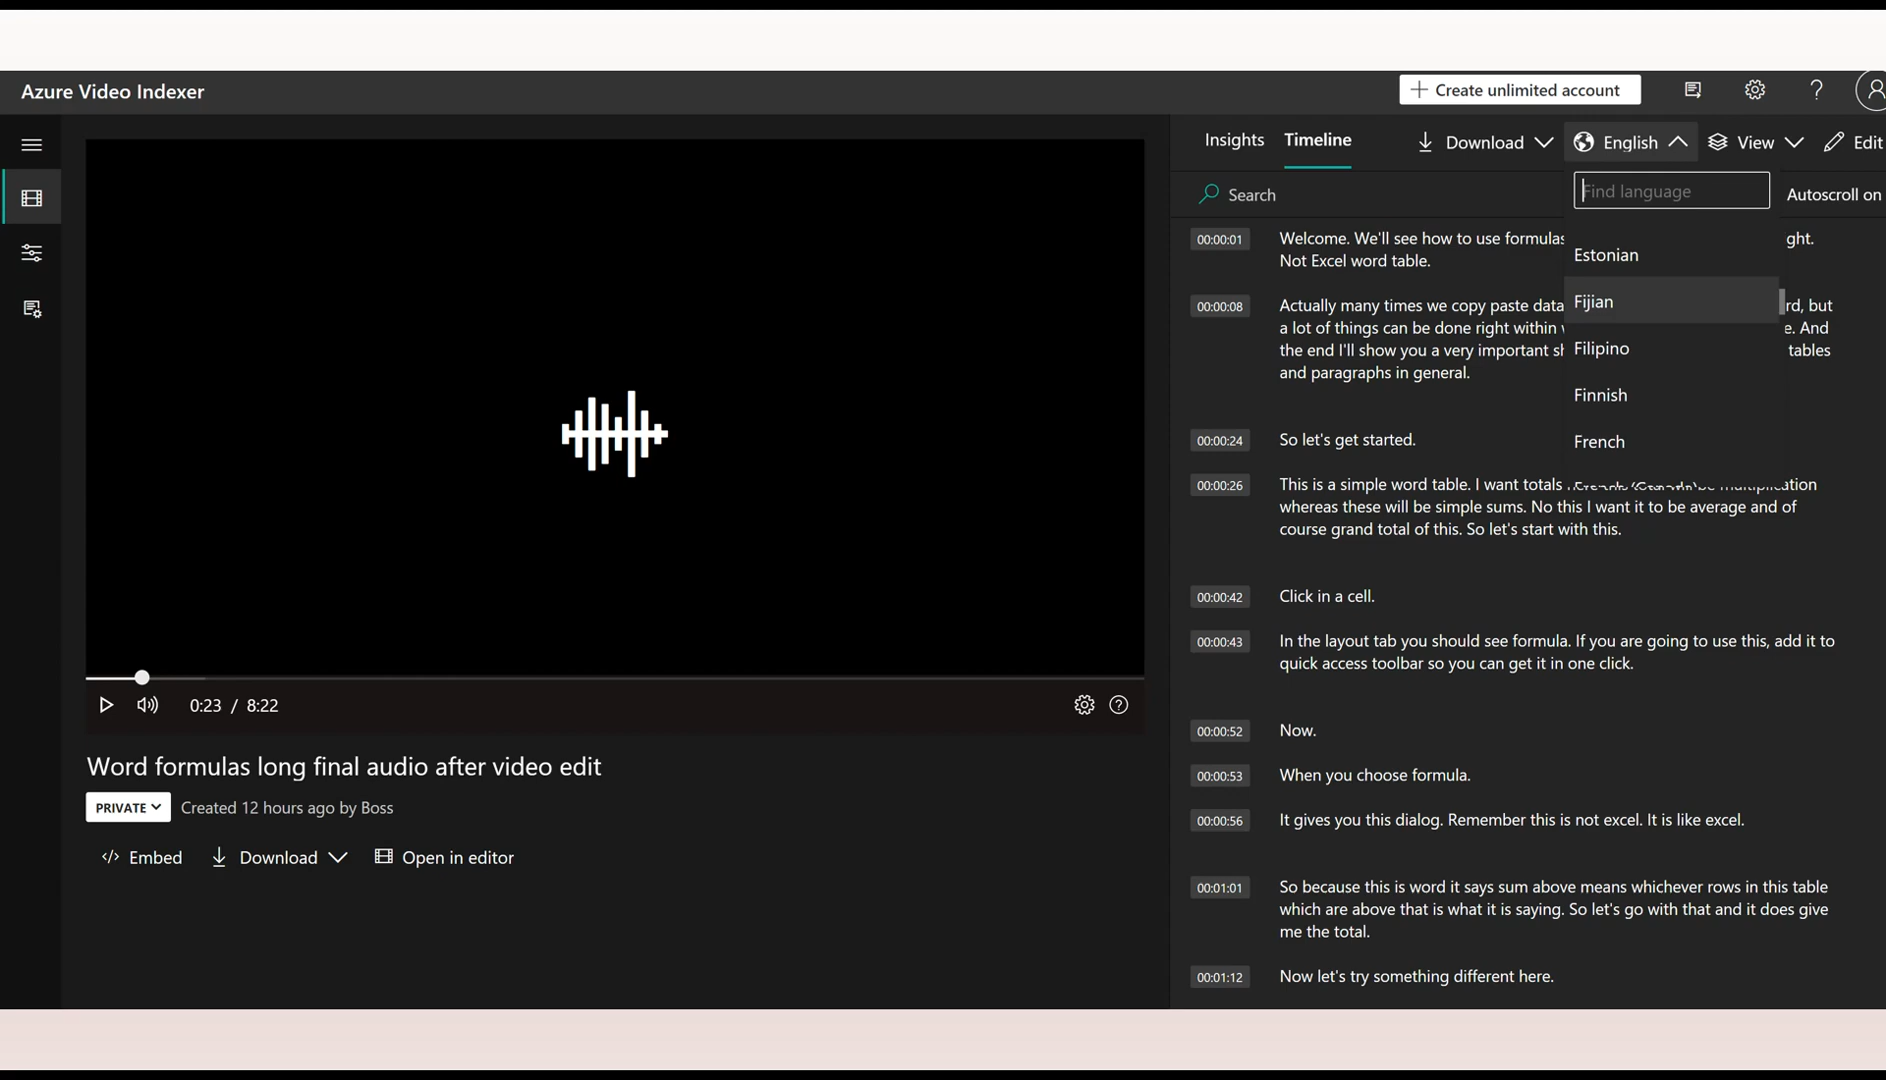 Azure Video Indexer
Create unlimited account
Insights
Timeline
Download
English
View
Edit
Search
Find language
Autoscroll on
Estonian
Fijian
Filipino
Finnish
French
00:00:01
Welcome. We'll see how to use formulas ght.
Not Excel word table.
00:00:08
Actually many times we copy paste data rd, but
a lot of things can be done right within e. And
the end I'll show you a very important sh tables
and paragraphs in general.
00:00:24
So let's get started.
00:00:26
This is a simple word table. I want totals multiplication
whereas these will be simple sums. No this I want it to be average and of
course grand total of this. So let's start with this.
00:00:42
Click in a cell.
00:00:43
In the layout tab you should see formula. If you are going to use this, add it to
quick access toolbar so you can get it in one click.
00:00:52
Now.
00:00:53
When you choose formula.
00:00:56
It gives you this dialog. Remember this is not excel. It is like excel.
00:01:01
So because this is word it says sum above means whichever rows in this table
which are above that is what it is saying. So let's go with that and it does give
me the total.
00:01:12
Now let's try something different here.
0:23 / 8:22
Word formulas long final audio after video edit
PRIVATE
Created 12 hours ago by Boss
Embed
Download
Open in editor